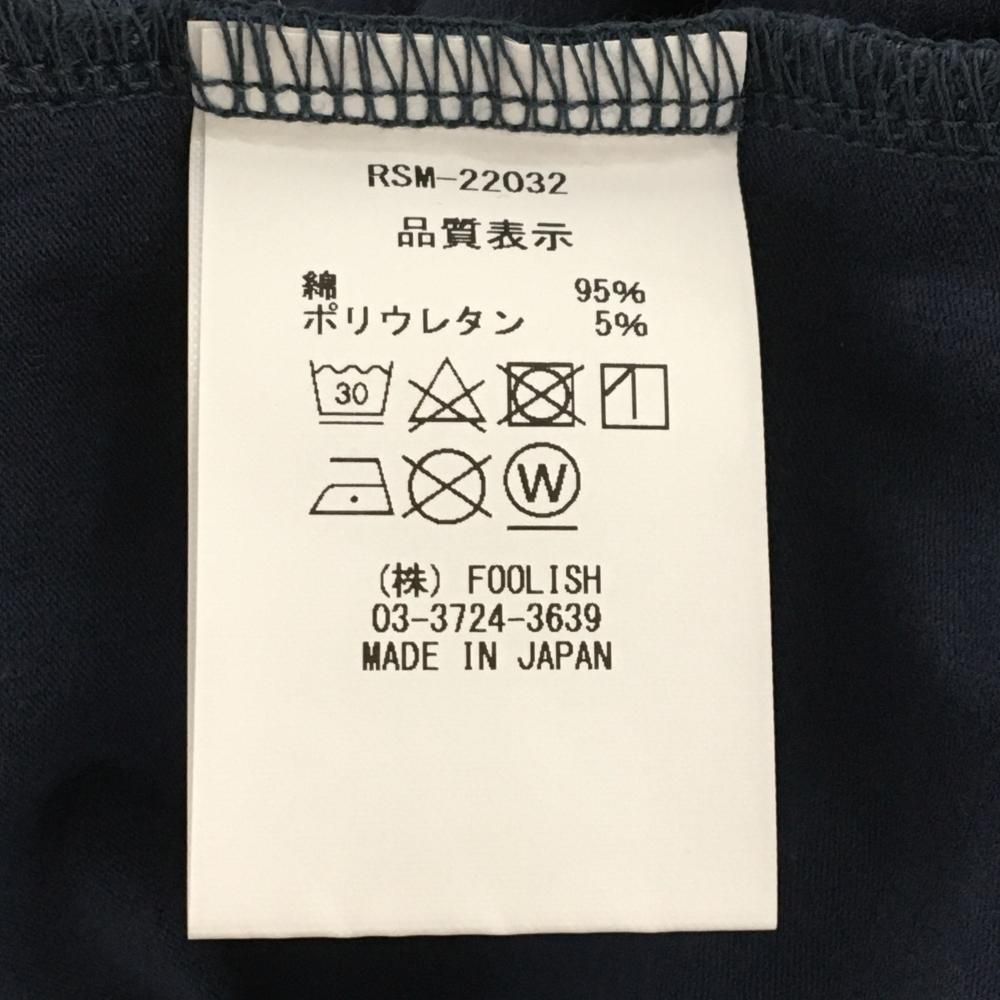 RSM-22032
品質表示
綿 95%
ポリウレタン 5%
30
W
(株) FOOLISH
03-3724-3639
MADE IN JAPAN